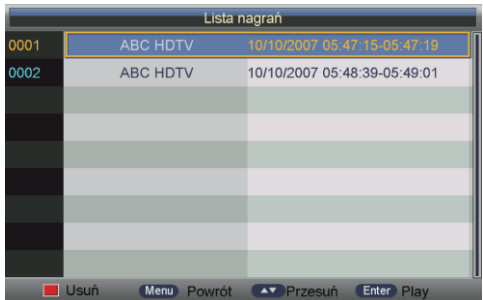 Lista nagrań
0001 ABC HDTV 10/10/2007 05:47:15-05:47:19
0002 ABC HDTV 10/10/2007 05:48:39-05:49:01
Usuń Menu Powrót Przesuń Enter Play